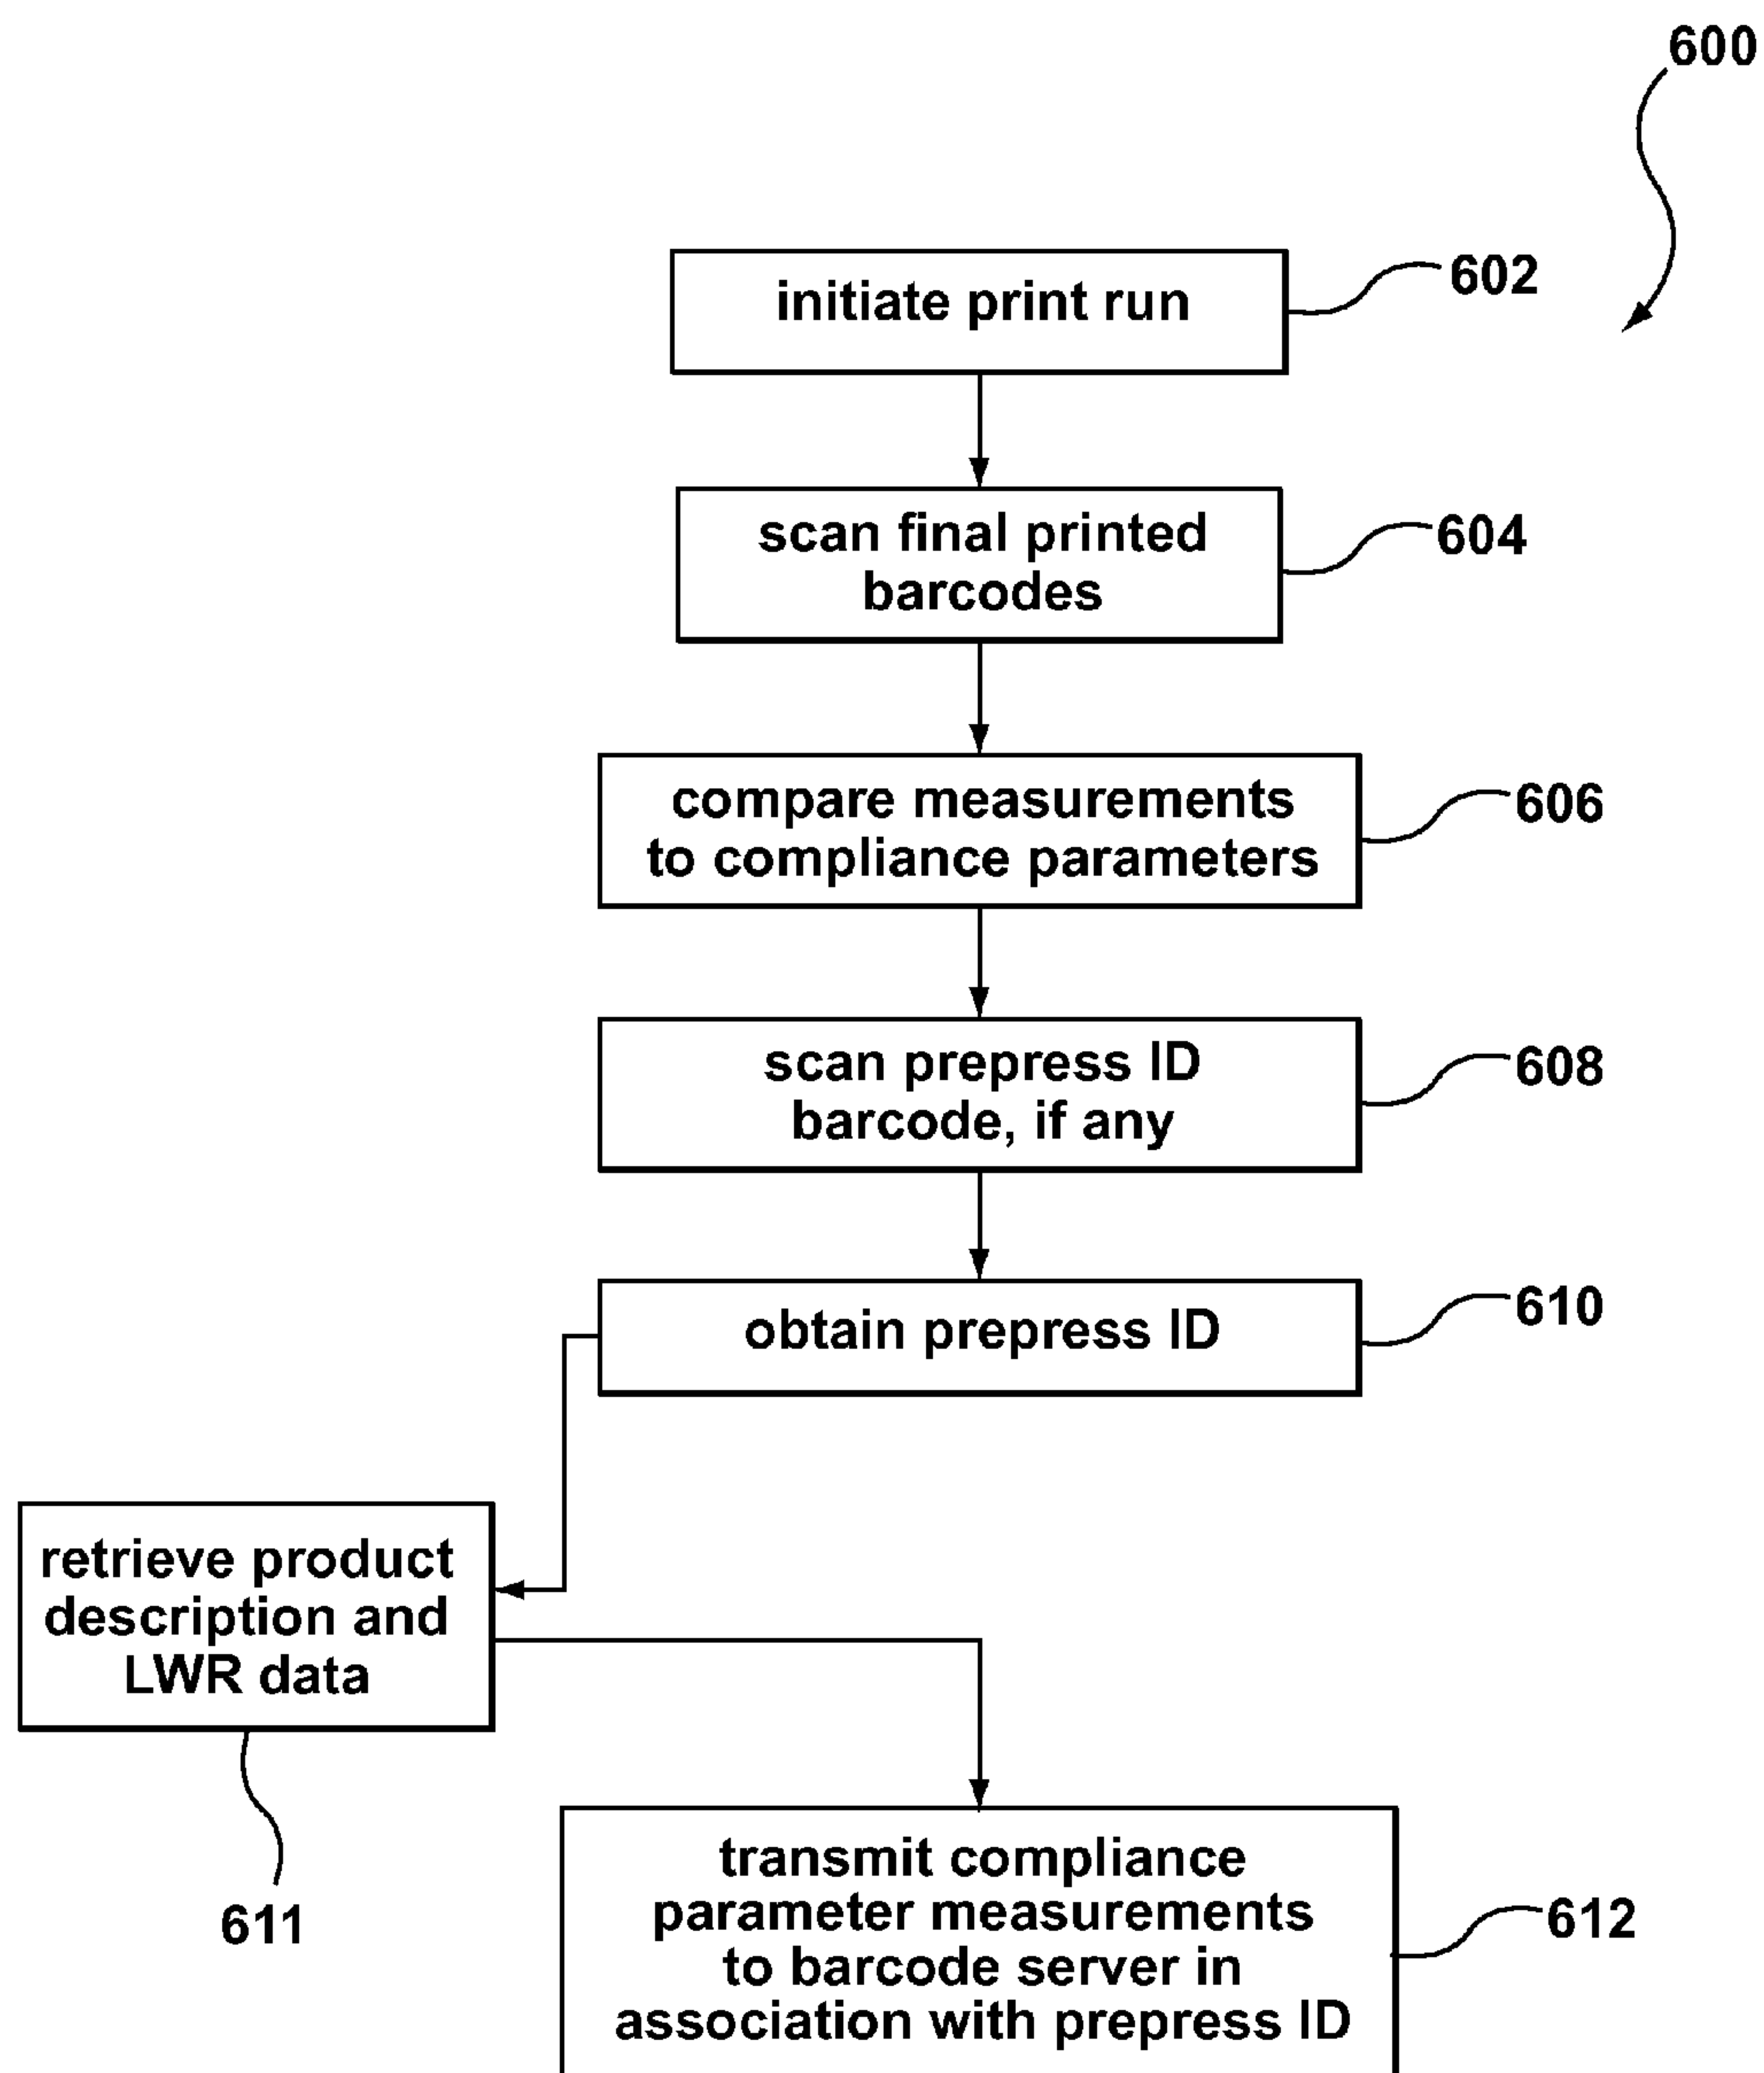 600
initiate print run
602
scan final printed
barcodes
604
compare measurements
to compliance parameters
606
scan prepress ID
barcode, if any
608
obtain prepress ID
610
retrieve product
description and
LWR data
611
transmit compliance
parameter measurements
to barcode server in
association with prepress ID
612